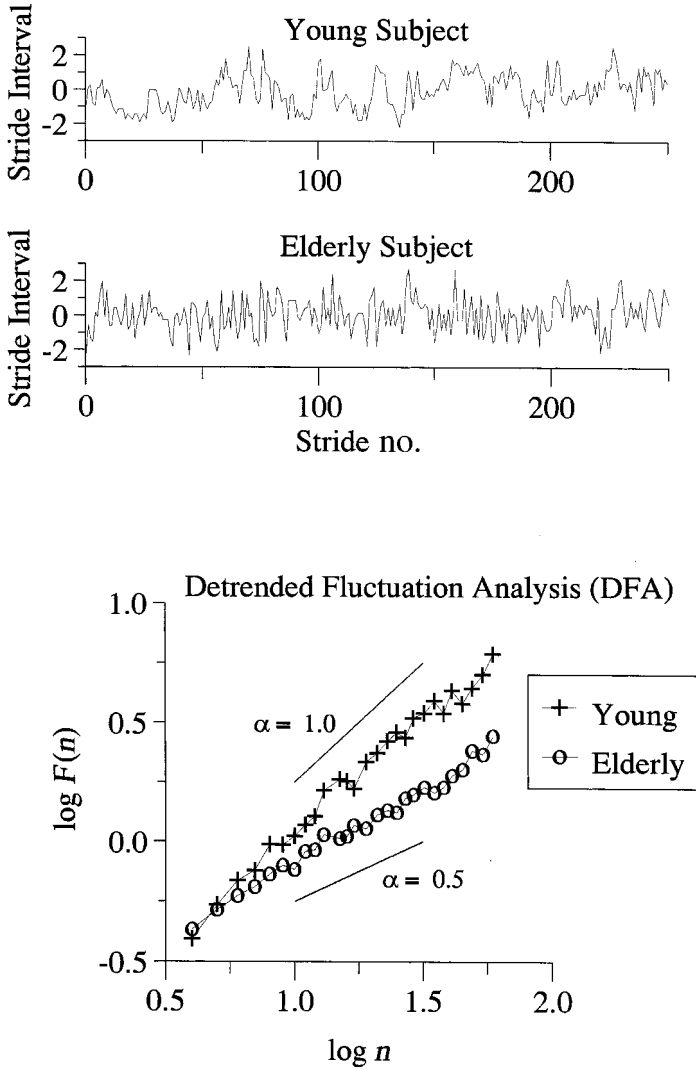 Young Subject
Stride Interval
2
0
-2
0
100
200
Elderly Subject
Stride Interval
2
0
-2
0
100
200
Stride no.
Detrended Fluctuation Analysis (DFA)
log F(n)
1.0
0.5
0.0
-0.5
α = 1.0
α = 0.5
Young
Elderly
0.5
1.0
1.5
2.0
log n